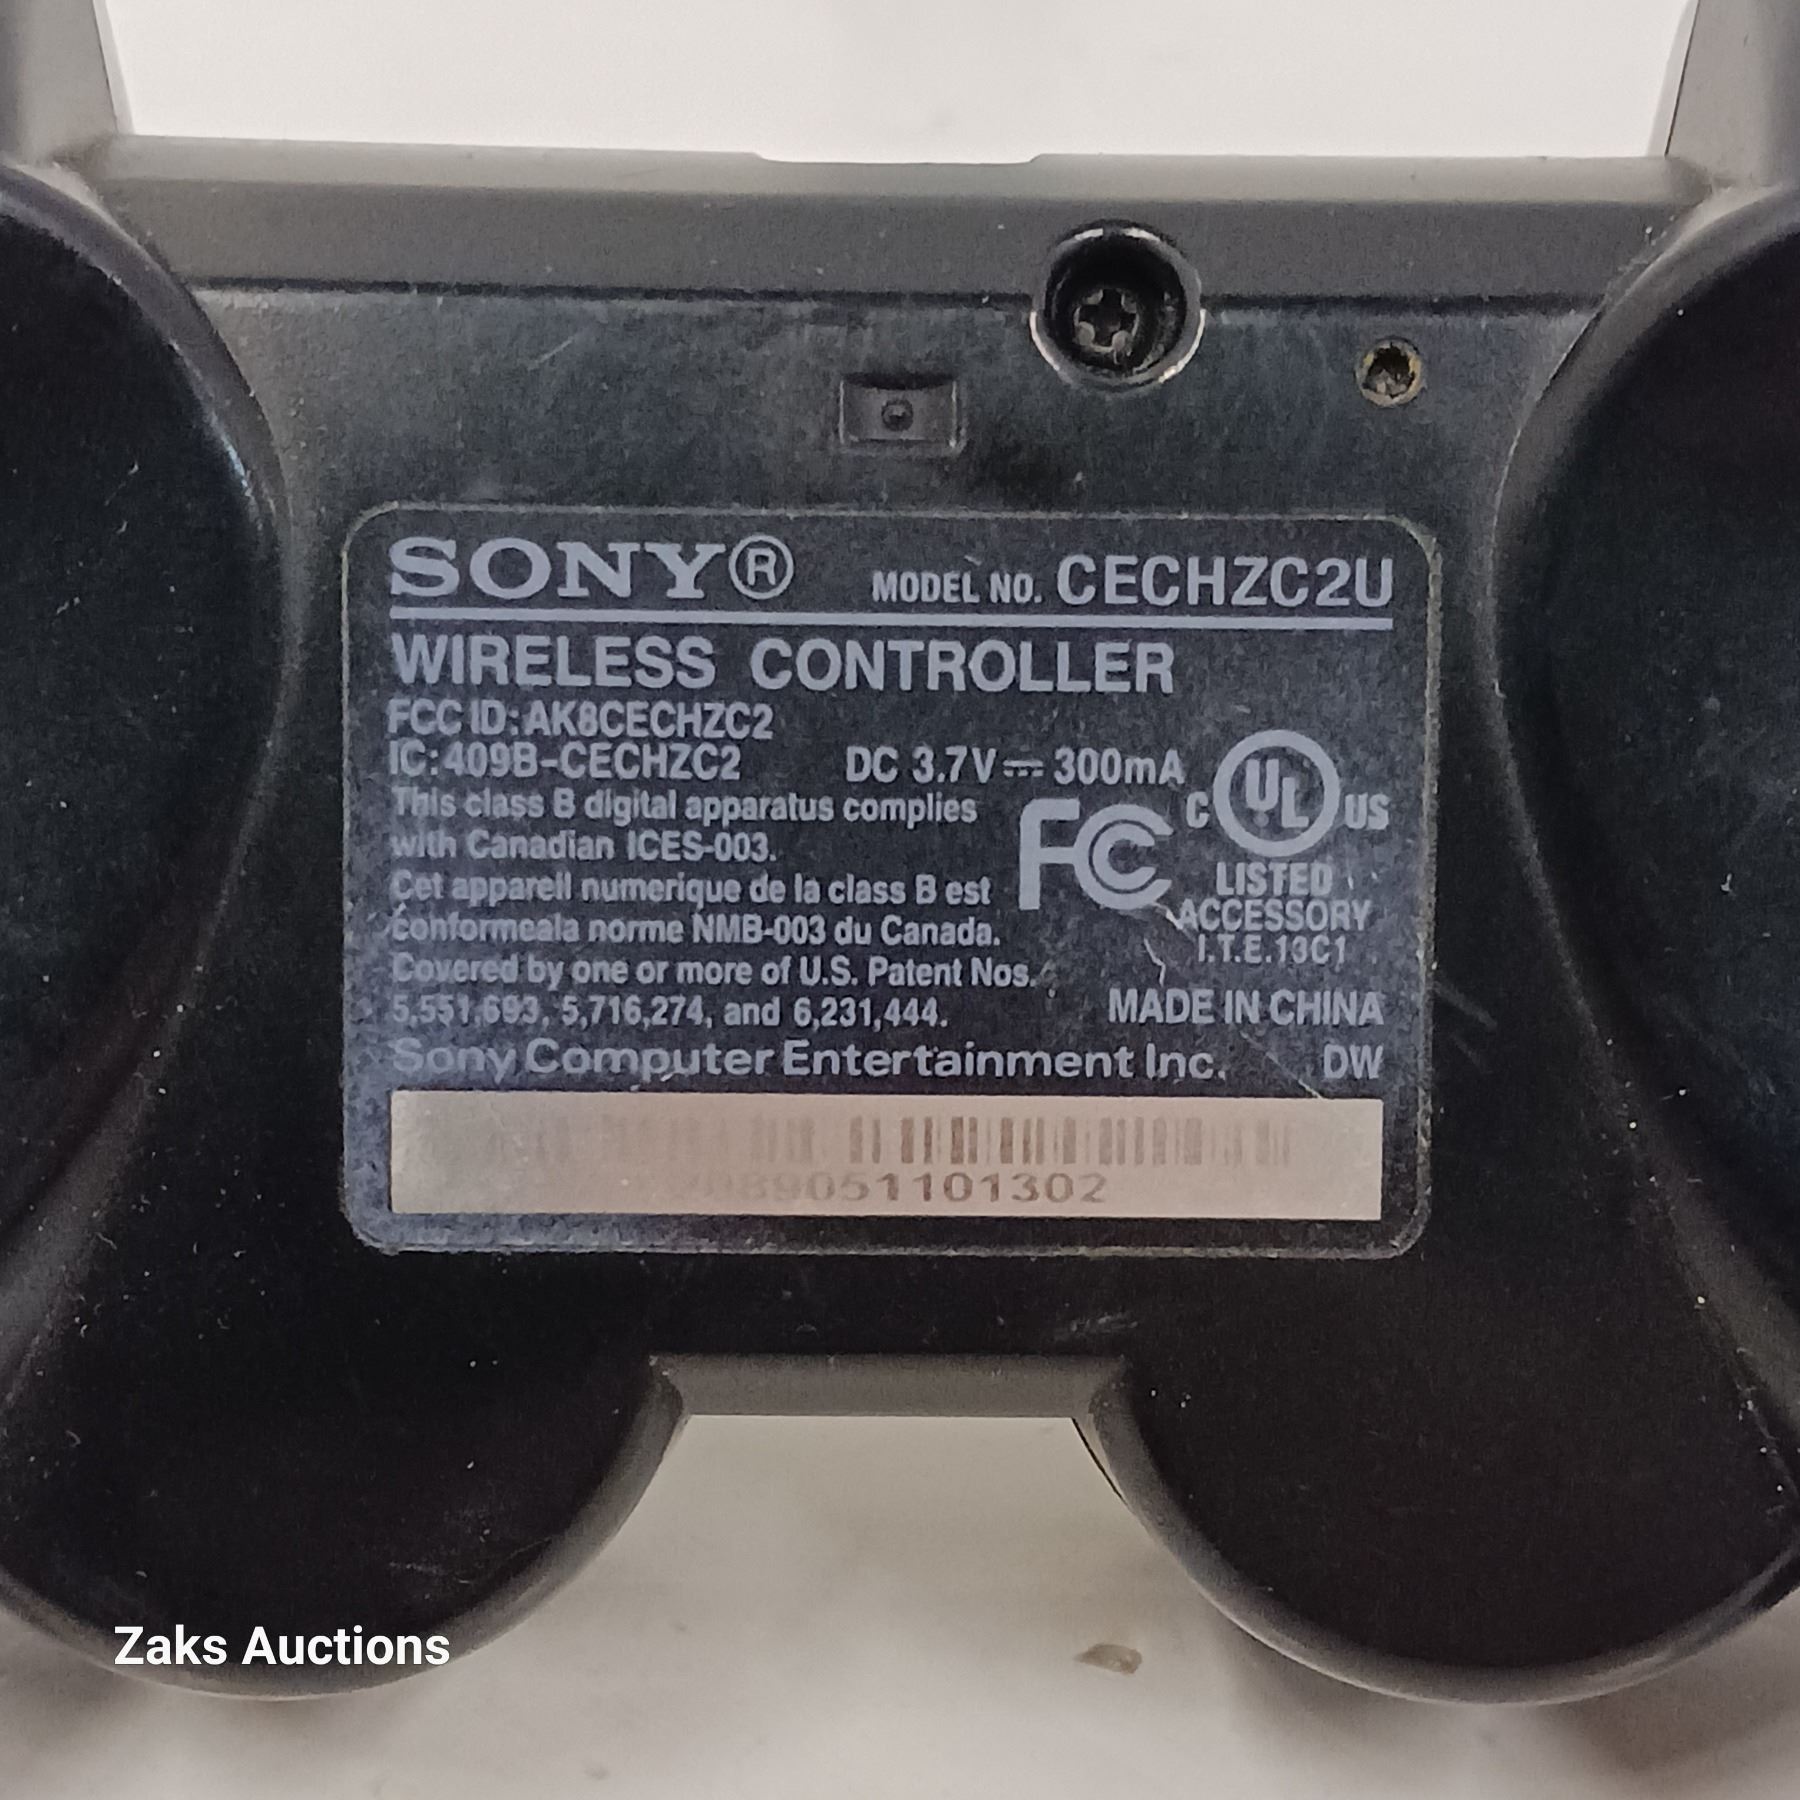 SONY® MODEL NO. CECHZC2U
WIRELESS CONTROLLER
FCC ID: AK8CECHZC2
IC: 409B-CECHZC2 DC 3.7V⎓300mA
This class B digital apparatus complies
with Canadian ICES-003.
Cet appareil numerique de la class B est
conformeala norme NMB-003 du Canada.
Covered by one or more of U.S. Patent Nos.
5,551,693, 5,716,274, and 6,231,444.
Sony Computer Entertainment Inc.
FC
C UL US
LISTED
ACCESSORY
I.T.E.13C1
MADE IN CHINA
DW
Zaks Auctions